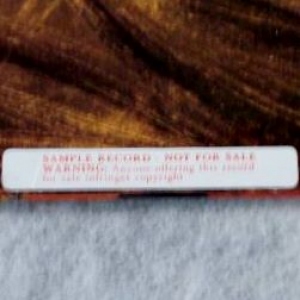 SAMPLE RECORD - NOT FOR SALE
WARNING: Anyone offering this record
for sale infringes copyright